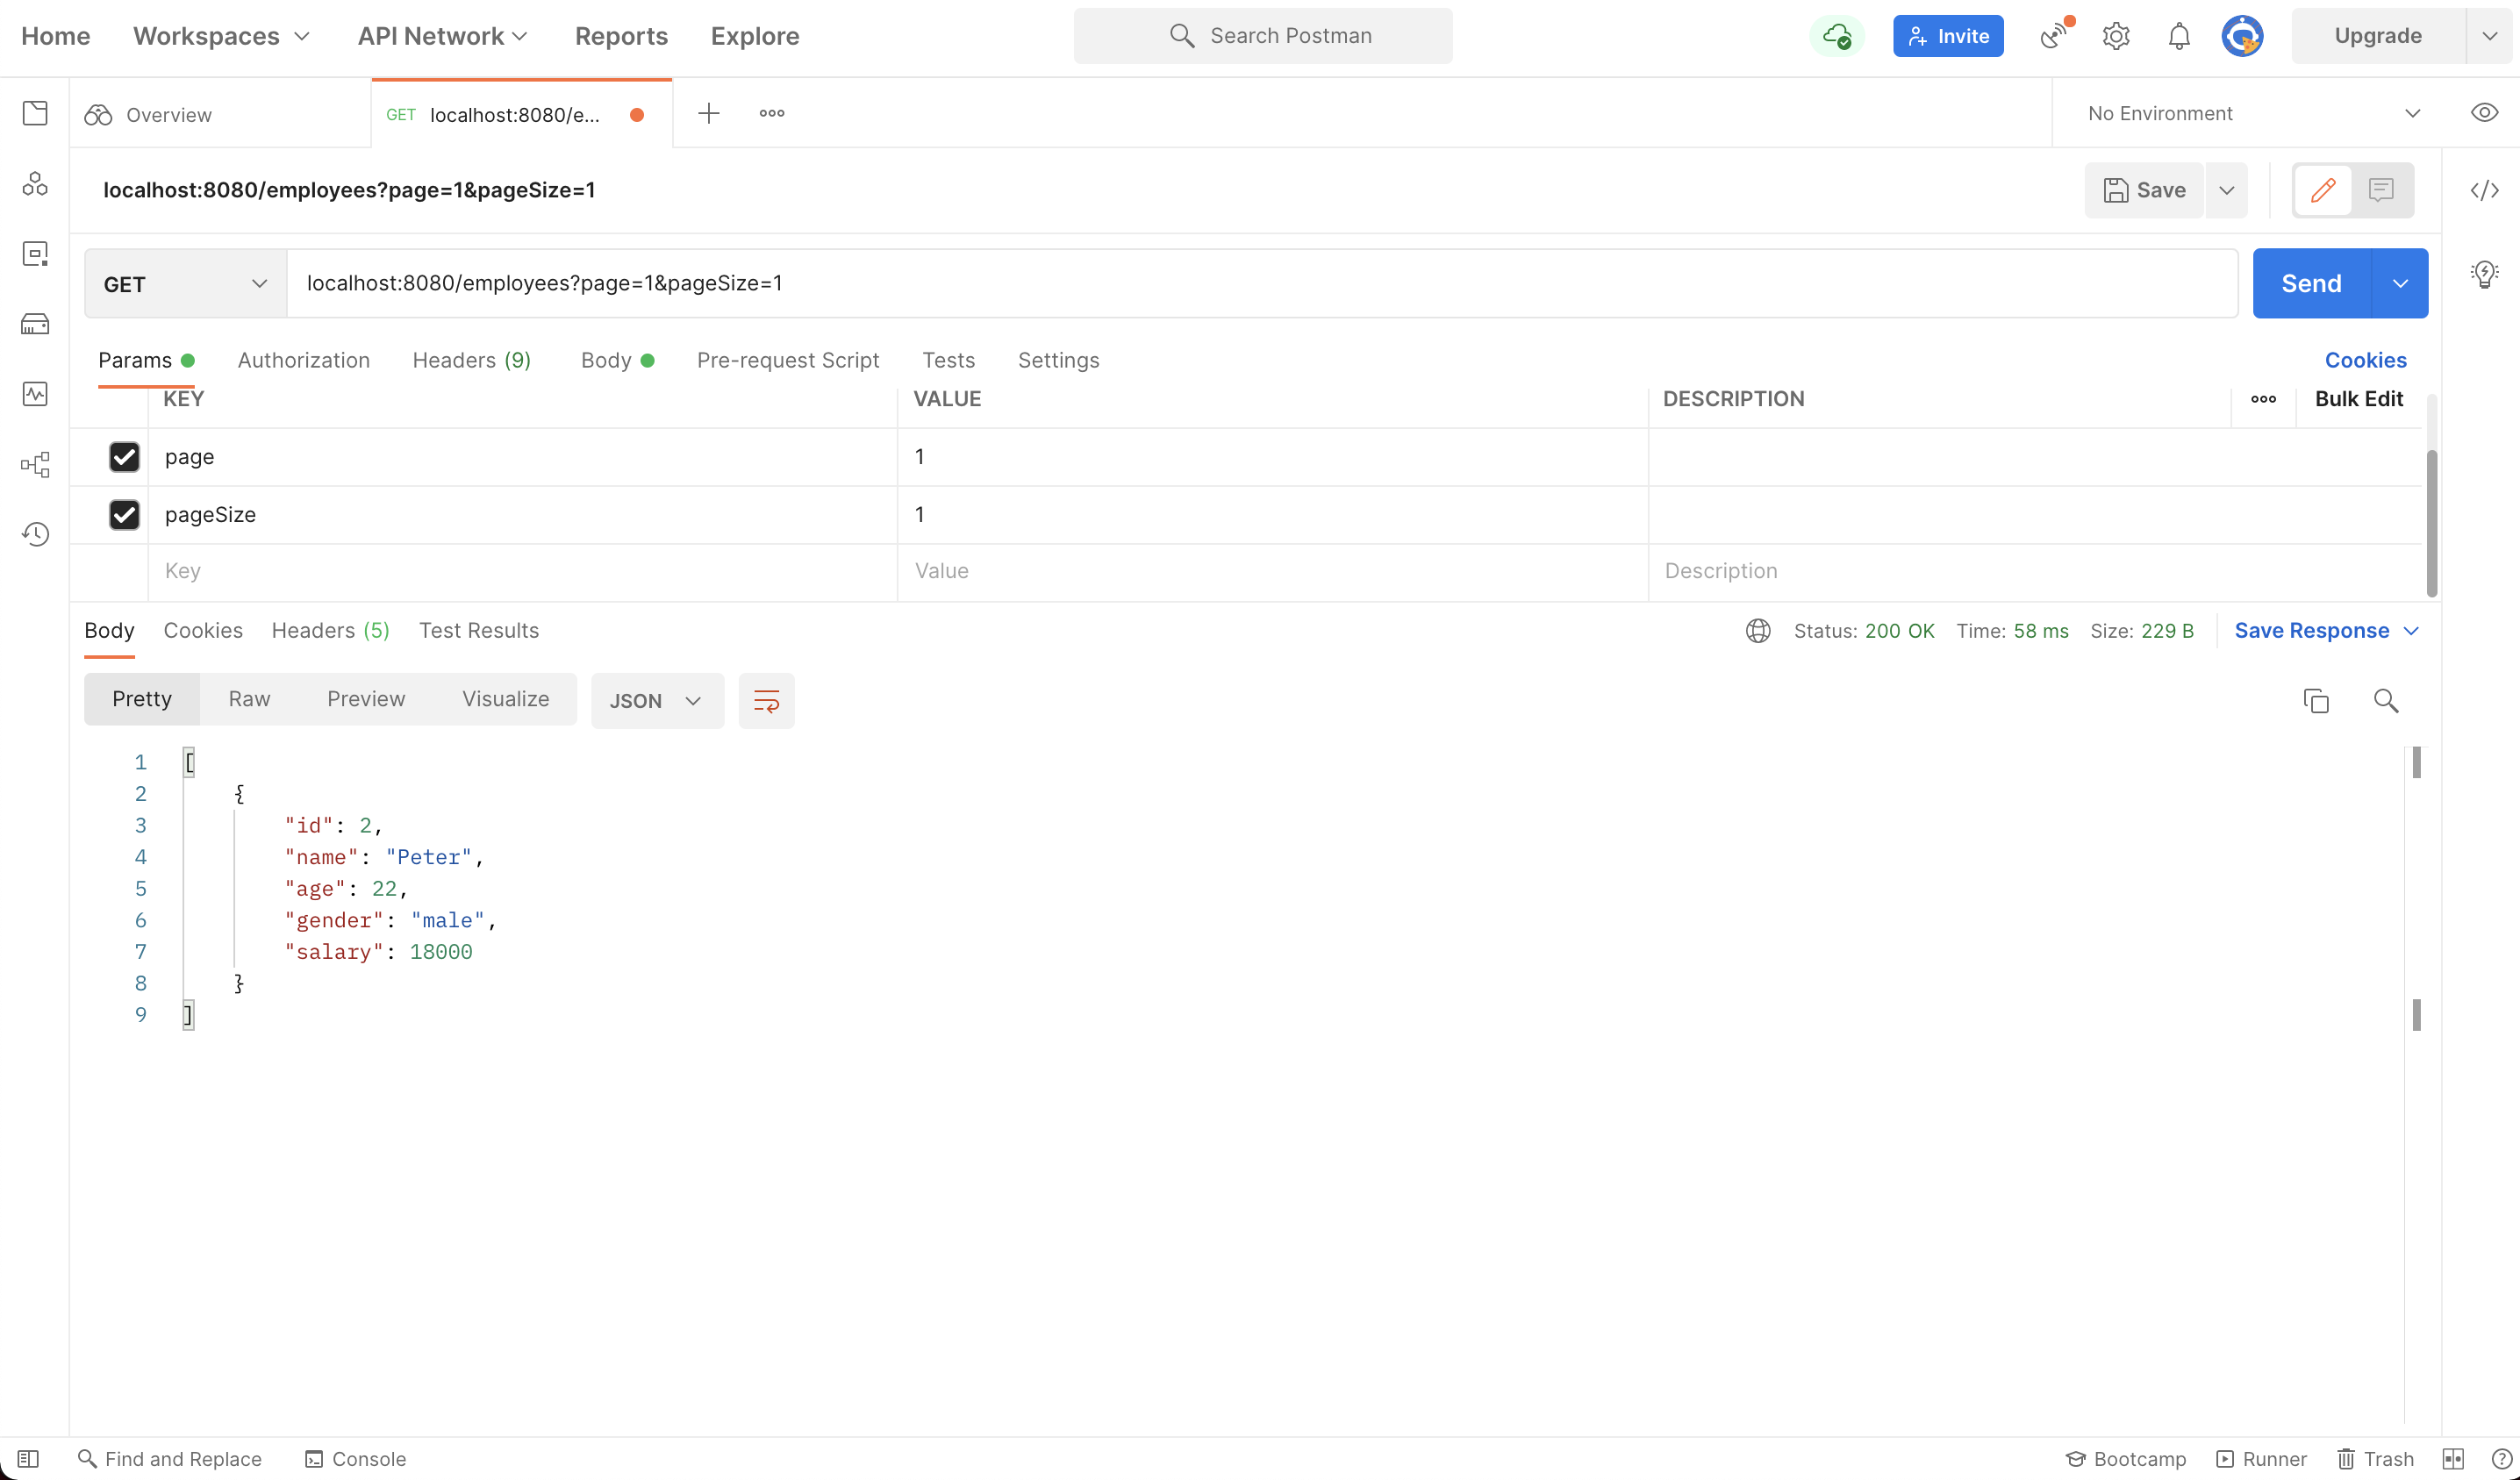 Home Workspaces API Network Reports Explore Search Postman Invite Upgrade
Overview GET localhost:8080/e... No Environment
localhost:8080/employees?page=1&pageSize=1 Save
GET localhost:8080/employees?page=1&pageSize=1 Send
Params Authorization Headers (9) Body Pre-request Script Tests Settings Cookies
KEY VALUE DESCRIPTION Bulk Edit
page 1
pageSize 1
Key Value Description
Body Cookies Headers (5) Test Results Status: 200 OK Time: 58 ms Size: 229 B Save Response
Pretty Raw Preview Visualize JSON
1 [
2 {
3 "id": 2,
4 "name": "Peter",
5 "age": 22,
6 "gender": "male",
7 "salary": 18000
8 }
9 ]
Find and Replace Console Bootcamp Runner Trash